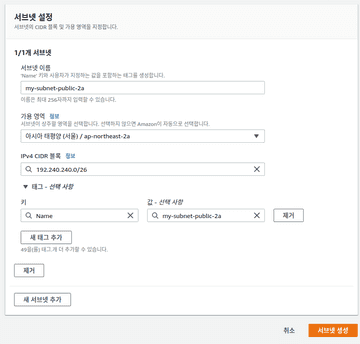 서브넷 설정
서브넷의 CIDR 블록 및 가용 영역을 지정합니다.
1/1개 서브넷
서브넷 이름
'Name' 키와 사용자가 지정하는 값을 포함하는 태그를 생성합니다.
my-subnet-public-2a
이름은 최대 256자까지 입력할 수 있습니다.
가용 영역 정보
서브넷이 상주할 영역을 선택합니다. 선택하지 않으면 Amazon이 자동으로 선택합니다.
아시아 태평양 (서울) / ap-northeast-2a
IPv4 CIDR 블록 정보
192.240.240.0/26
태그 - 선택 사항
키
값 - 선택 사항
Name
my-subnet-public-2a
제거
새 태그 추가
49을(를) 태그.개 더 추가할 수 있습니다.
제거
새 서브넷 추가
취소
서브넷 생성